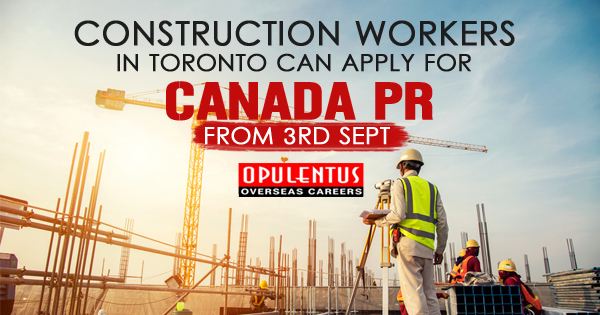 CONSTRUCTION WORKERS
IN TORONTO CAN APPLY FOR
CANADA PR
FROM 3RD SEPT
OPULENTUS
OVERSEAS CAREERS